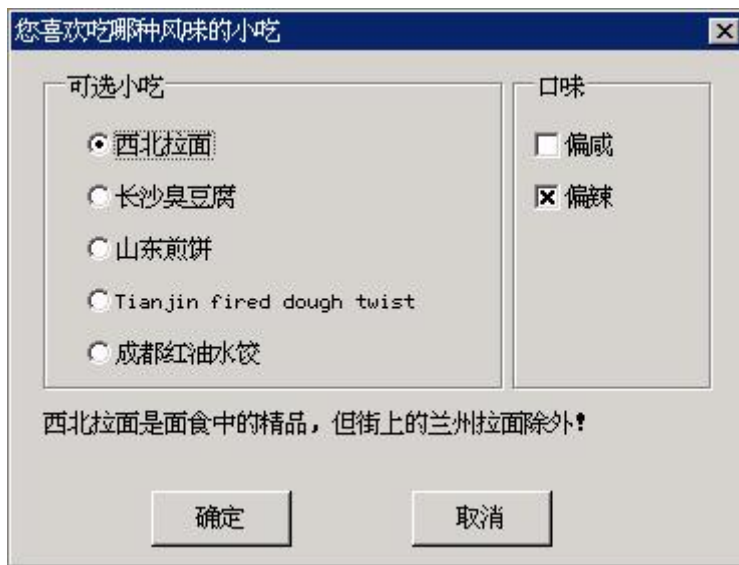 您喜欢吃哪种风味的小吃
可选小吃
西北拉面
长沙臭豆腐
山东煎饼
Tianjin fired dough twist
成都红油水饺
口味
偏咸
偏辣
西北拉面是面食中的精品，但街上的兰州拉面除外！
确定
取消